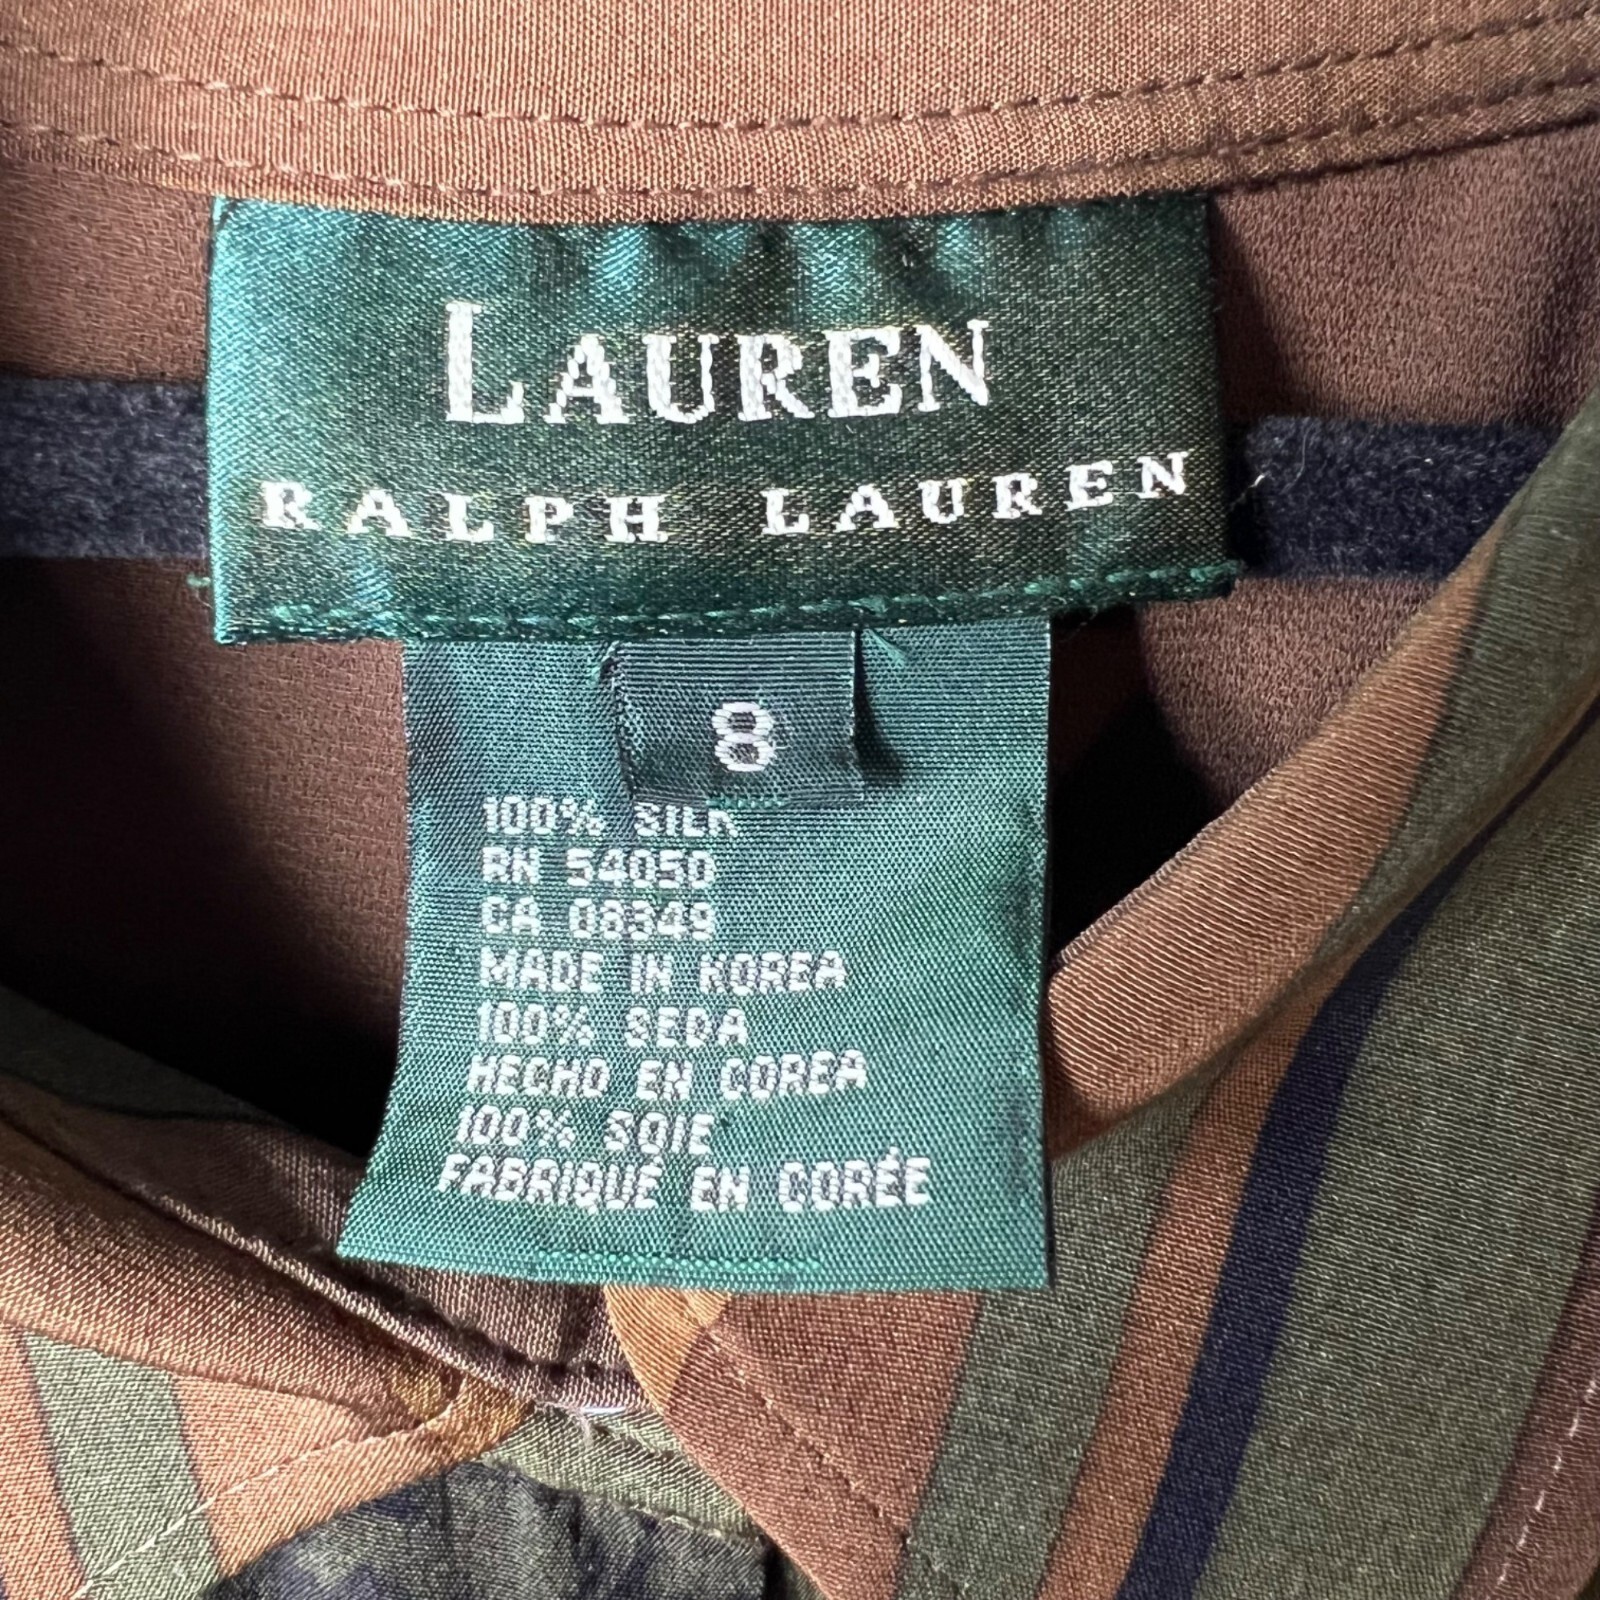 LAUREN
RALPH LAUREN
8
100% SILK
RN 54050
CA 08349
MADE IN KOREA
100% SEDA
HECHO EN COREA
100% SOIE
FABRIQUÉ EN CORÉE